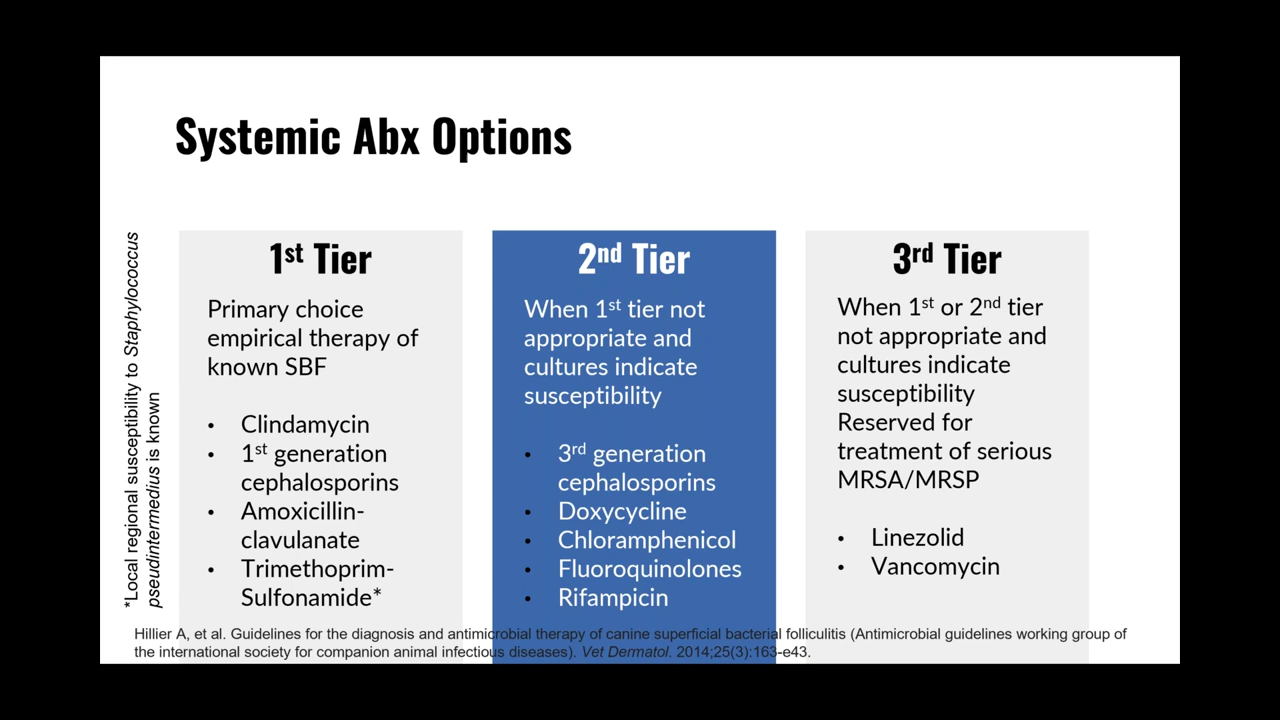 Systemic Abx Options
*Local regional susceptibility to Staphylococcus
pseudintermedius is known
1st Tier
Primary choice
empirical therapy of
known SBF
• Clindamycin
• 1st generation
cephalosporins
• Amoxicillin-
clavulanate
• Trimethoprim-
Sulfonamide*
2nd Tier
When 1st tier not
appropriate and
cultures indicate
susceptibility
• 3rd generation
cephalosporins
• Doxycycline
• Chloramphenicol
• Fluoroquinolones
• Rifampicin
3rd Tier
When 1st or 2nd tier
not appropriate and
cultures indicate
susceptibility
Reserved for
treatment of serious
MRSA/MRSP
• Linezolid
• Vancomycin
Hillier A, et al. Guidelines for the diagnosis and antimicrobial therapy of canine superficial bacterial folliculitis (Antimicrobial guidelines working group of
the international society for companion animal infectious diseases). Vet Dermatol. 2014;25(3):163-e43.